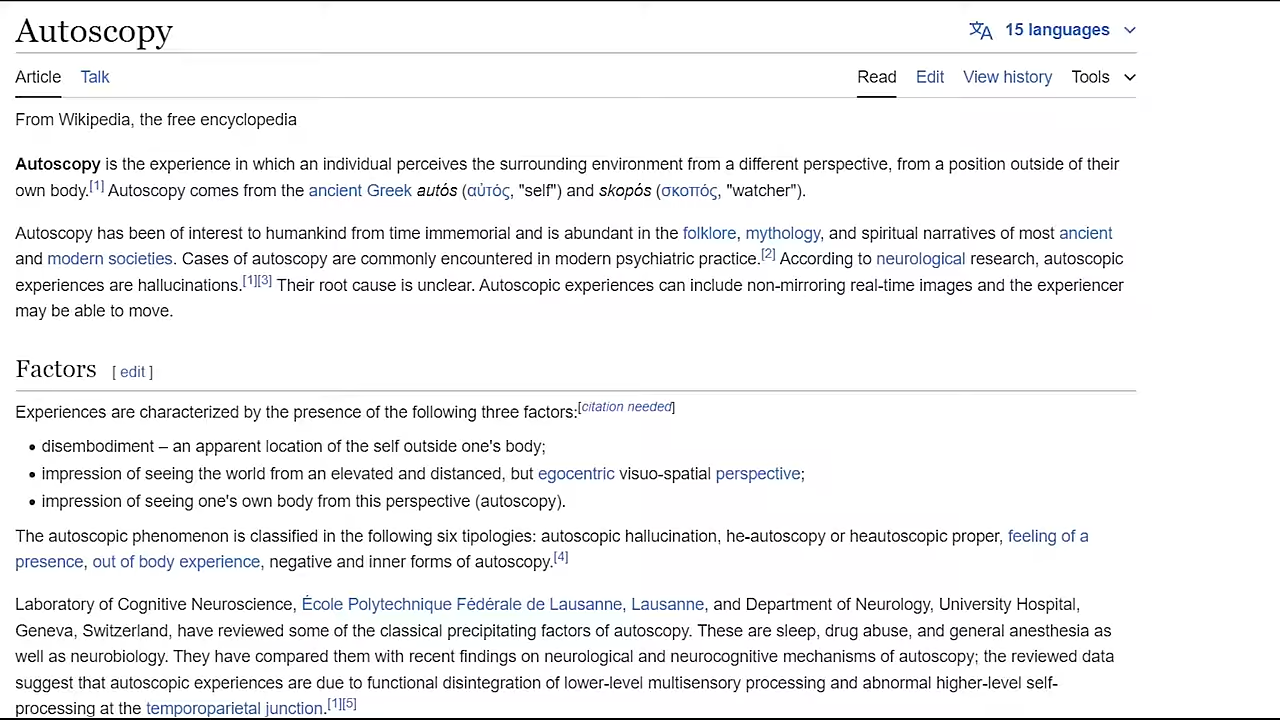 Autoscopy
15 languages
Article Talk Read Edit View history Tools
From Wikipedia, the free encyclopedia
Autoscopy is the experience in which an individual perceives the surrounding environment from a different perspective, from a position outside of their
own body.[1] Autoscopy comes from the ancient Greek autós (αὐτός, "self") and skopós (σκοπός, "watcher").
Autoscopy has been of interest to humankind from time immemorial and is abundant in the folklore, mythology, and spiritual narratives of most ancient
and modern societies. Cases of autoscopy are commonly encountered in modern psychiatric practice.[2] According to neurological research, autoscopic
experiences are hallucinations.[1][3] Their root cause is unclear. Autoscopic experiences can include non-mirroring real-time images and the experiencer
may be able to move.
Factors [ edit ]
Experiences are characterized by the presence of the following three factors:[citation needed]
• disembodiment – an apparent location of the self outside one's body;
• impression of seeing the world from an elevated and distanced, but egocentric visuo-spatial perspective;
• impression of seeing one's own body from this perspective (autoscopy).
The autoscopic phenomenon is classified in the following six tipologies: autoscopic hallucination, he-autoscopy or heautoscopic proper, feeling of a
presence, out of body experience, negative and inner forms of autoscopy.[4]
Laboratory of Cognitive Neuroscience, École Polytechnique Fédérale de Lausanne, Lausanne, and Department of Neurology, University Hospital,
Geneva, Switzerland, have reviewed some of the classical precipitating factors of autoscopy. These are sleep, drug abuse, and general anesthesia as
well as neurobiology. They have compared them with recent findings on neurological and neurocognitive mechanisms of autoscopy; the reviewed data
suggest that autoscopic experiences are due to functional disintegration of lower-level multisensory processing and abnormal higher-level self-
processing at the temporoparietal junction.[1][5]